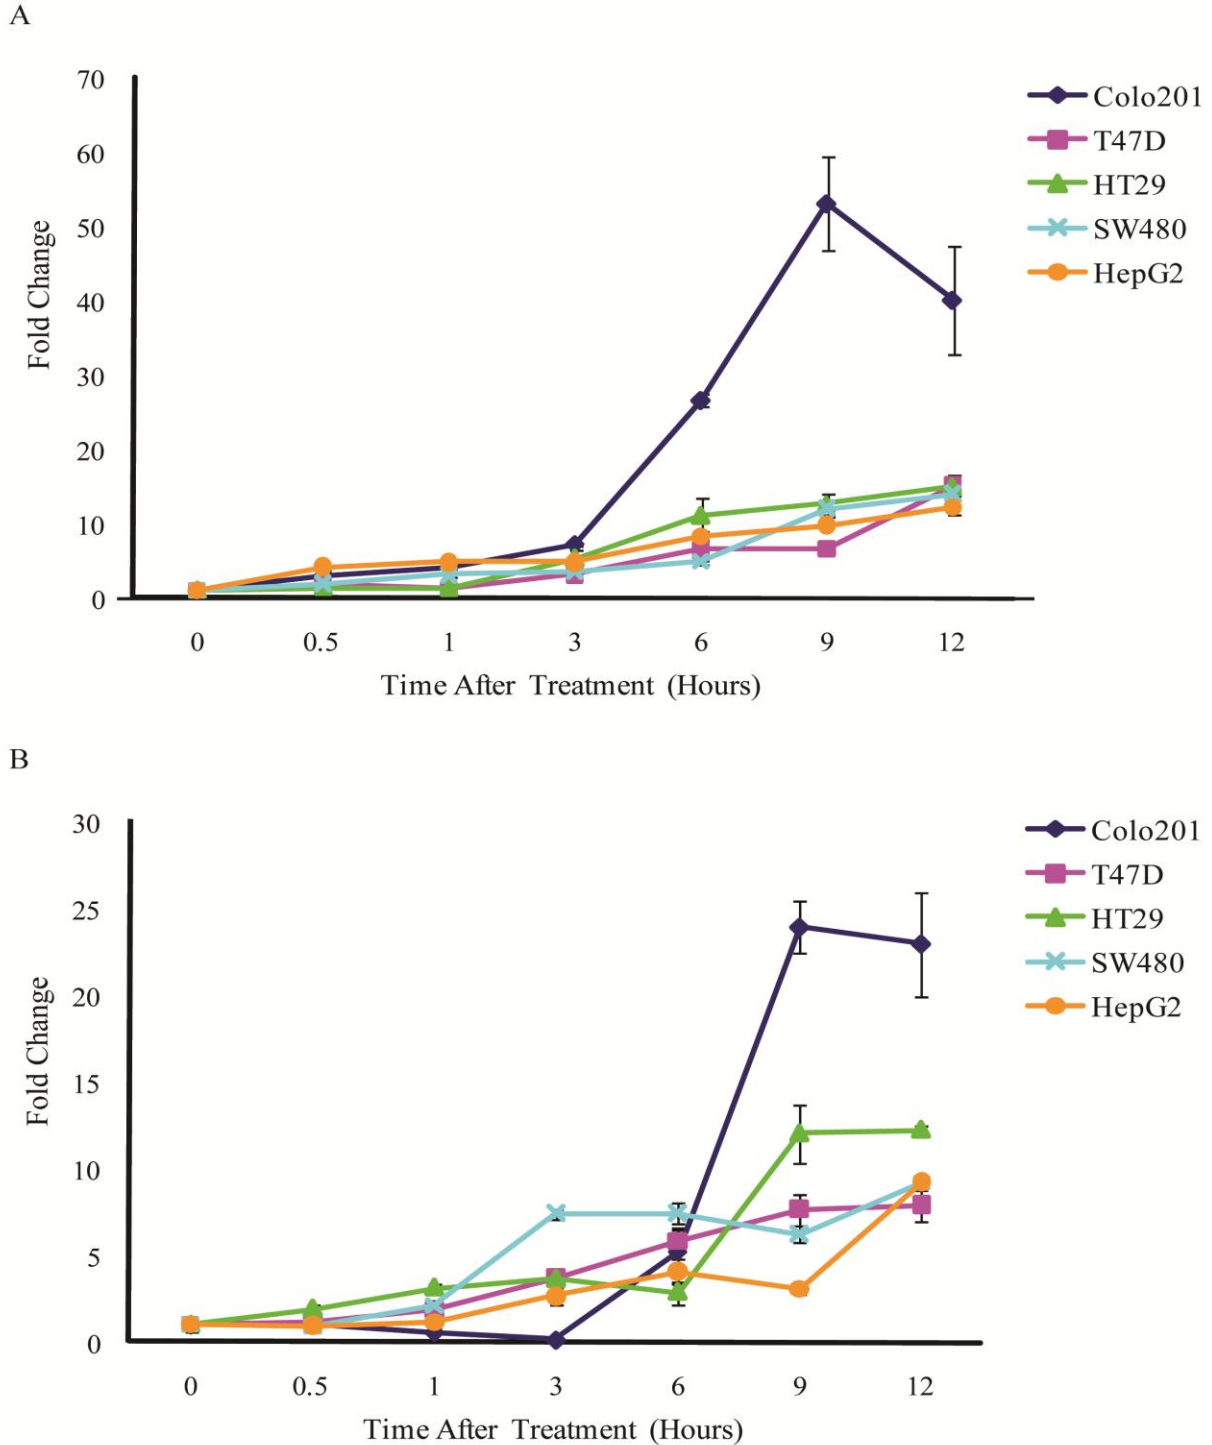 A
70
60
50
40
30
20
10
0
Fold Change
0 0.5 1 3 6 9 12
Time After Treatment (Hours)
Colo201
T47D
HT29
SW480
HepG2
B
30
25
20
15
10
5
0
Fold Change
0 0.5 1 3 6 9 12
Time After Treatment (Hours)
Colo201
T47D
HT29
SW480
HepG2